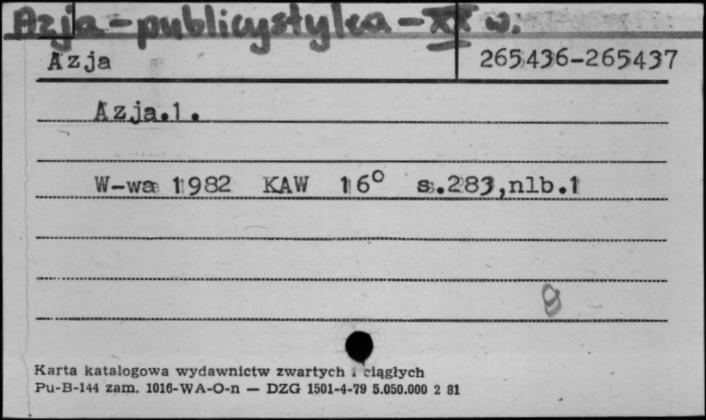 Azja - publicystyka - XX w.
Azja 265436-265437
Azja.1.
W-wa 1982 KAW 16° s.283,nlb.1
Karta katalogowa wydawnictw zwartych i ciągłych
Pu-B-144 zam. 1016-WA-O-n — DZG 1501-4-79 5.050.000 2 81